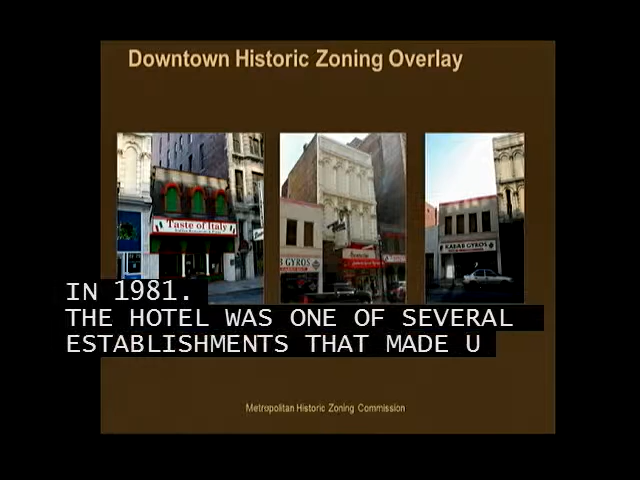 Downtown Historic Zoning Overlay
Taste of Italy
B GYROS
KABAB GYROS
IN 1981.
THE HOTEL WAS ONE OF SEVERAL
ESTABLISHMENTS THAT MADE U
Metropolitan Historic Zoning Commission